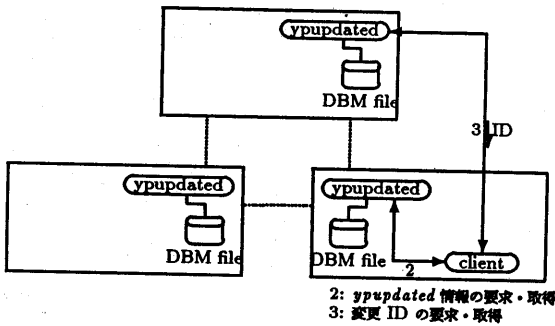 ypupdated
DBM file
3 ID
ypupdated
DBM file
ypupdated
DBM file
2
client
2: ypupdated 情報の要求・取得
3: 変更 ID の要求・取得